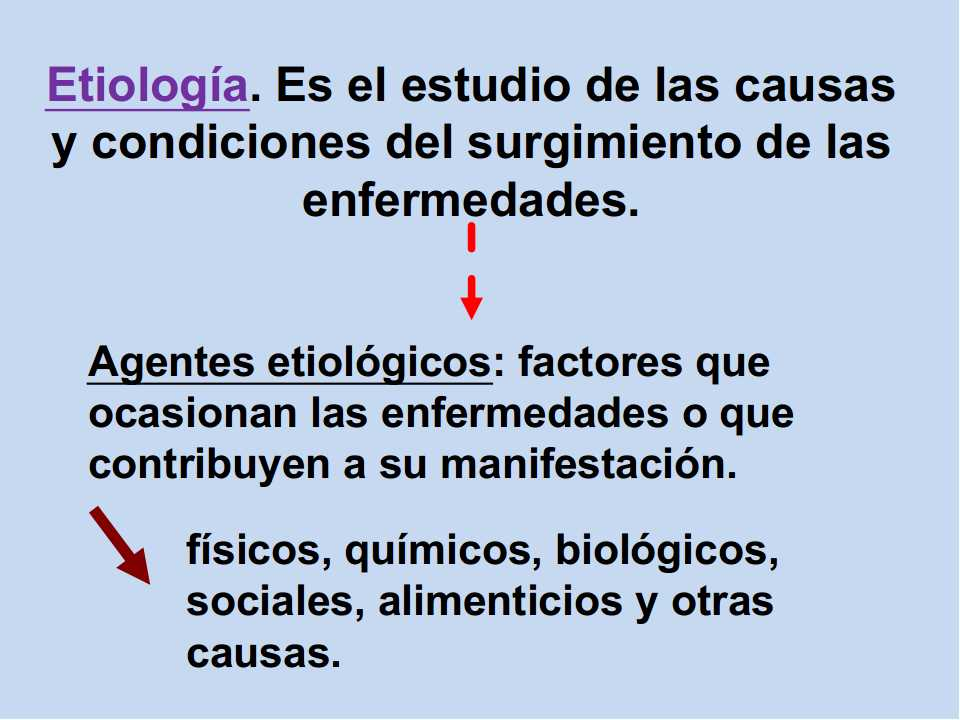 Etiología. Es el estudio de las causas
y condiciones del surgimiento de las
enfermedades.
Agentes etiológicos: factores que
ocasionan las enfermedades o que
contribuyen a su manifestación.
físicos, químicos, biológicos,
sociales, alimenticios y otras
causas.